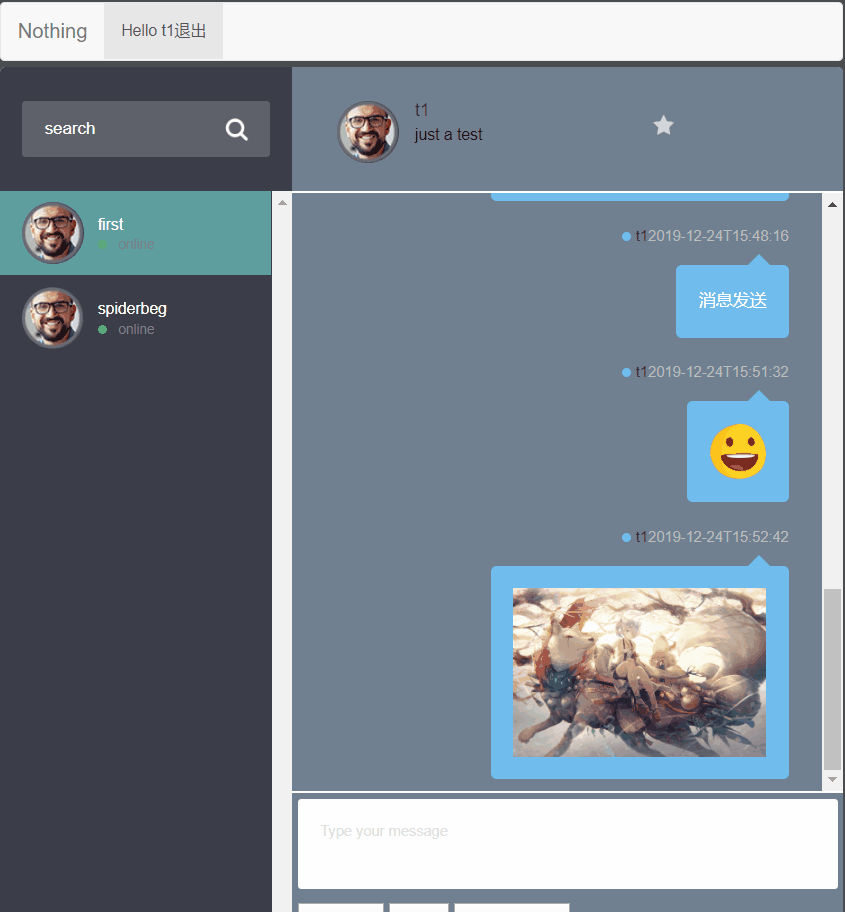 Nothing Hello t1退出
search
t1
just a test
first
online
spiderbeg
online
t12019-12-24T15:48:16
消息发送
t12019-12-24T15:51:32
t12019-12-24T15:52:42
Type your message